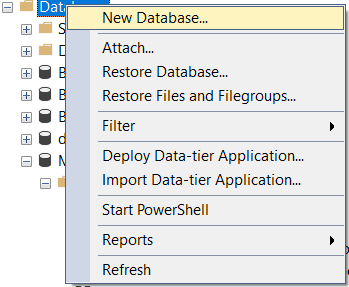 New Database...
Attach...
Restore Database...
Restore Files and Filegroups...
Filter
Deploy Data-tier Application...
Import Data-tier Application...
Start PowerShell
Reports
Refresh